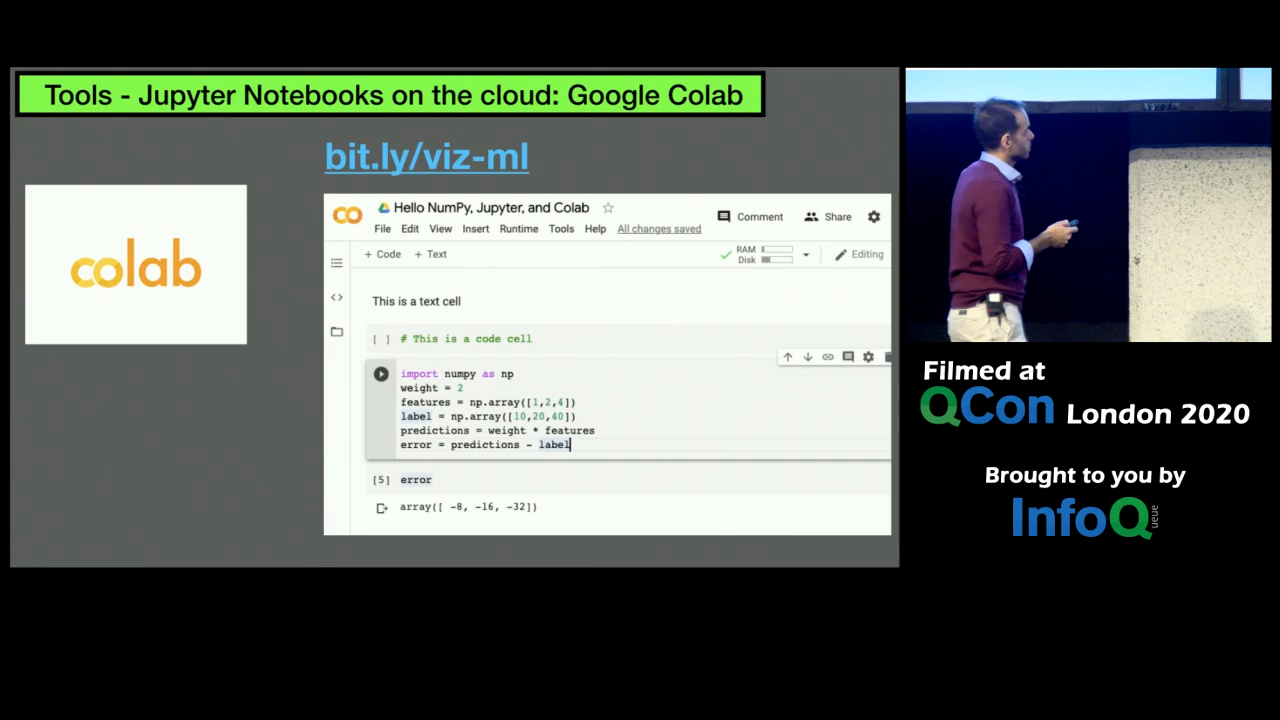 Tools - Jupyter Notebooks on the cloud: Google Colab
bit.ly/viz-ml
colab
Hello NumPy, Jupyter, and Colab
File Edit View Insert Runtime Tools Help All changes saved
Comment Share
+ Code + Text
RAM
Disk
Editing
This is a text cell
[ ] # This is a code cell
import numpy as np
weight = 2
features = np.array([1,2,4])
label = np.array([10,20,40])
predictions = weight * features
error = predictions - label
[5] error
array([ -8, -16, -32])
Filmed at
QCon London 2020
Brought to you by
InfoQ
ueue